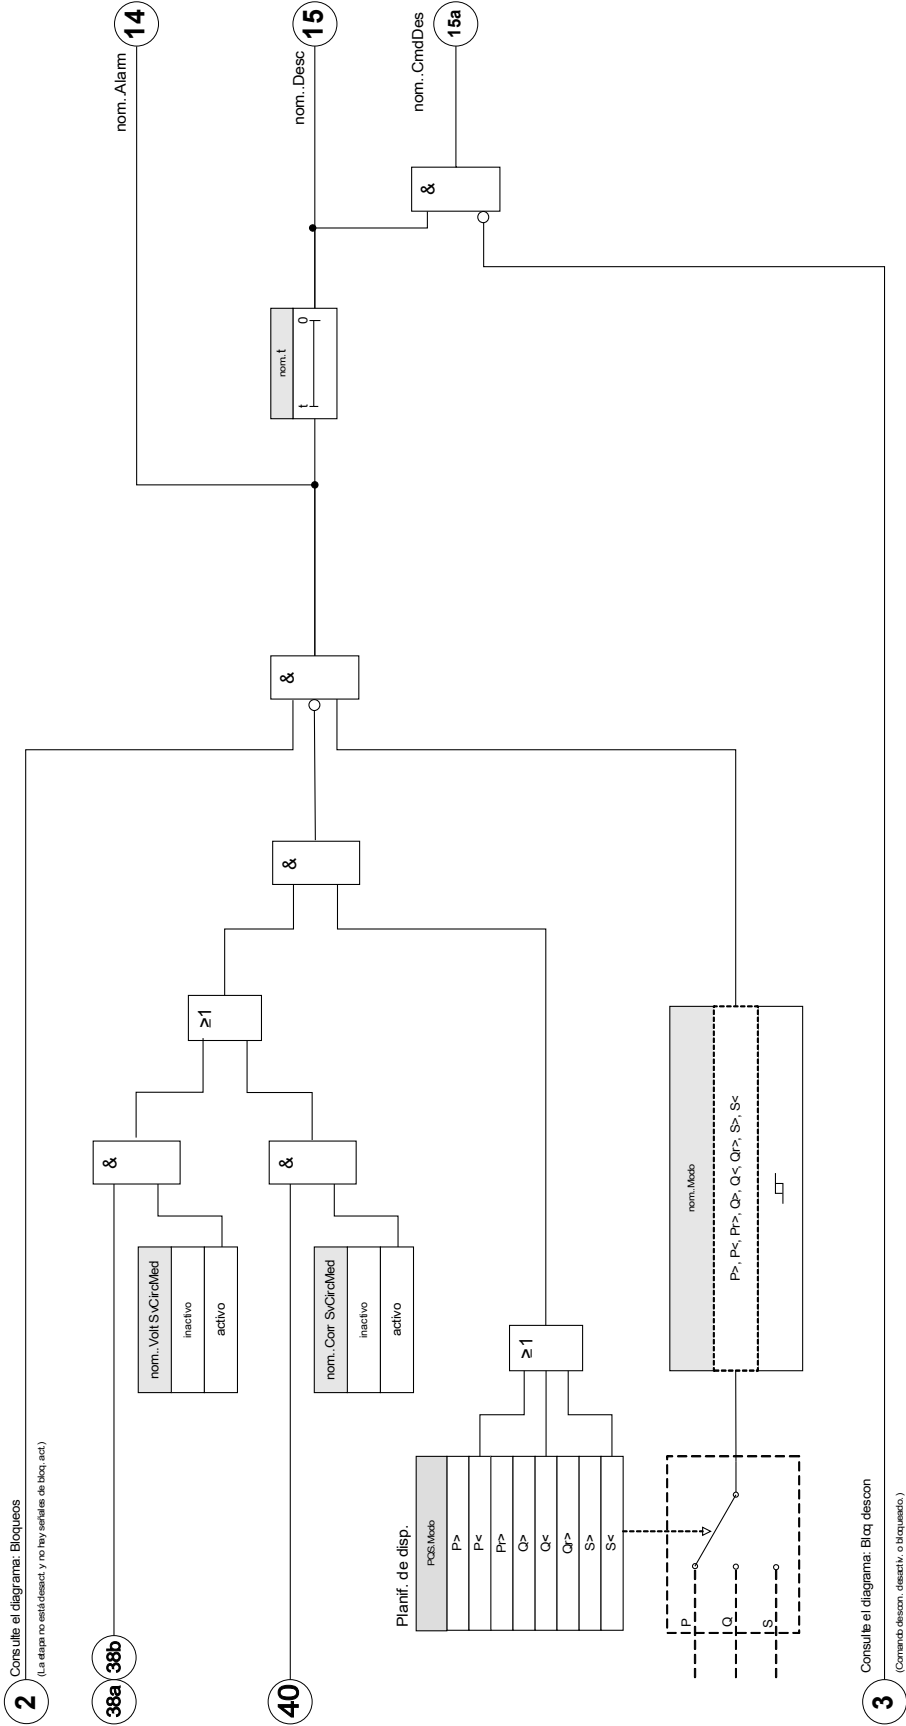 2
Consulte el diagrama: Bloqueos
(La etapa no está desact. y no hay señales de bloq. act.)
38a
38b
&
nom..Volt SvCircMed
inactivo
activo
40
&
nom..Corr SvCircMed
inactivo
activo
≥1
&
&
Planif. de disp.
PQS.Modo
P>
P<
Pr>
Q>
Q<
Qr>
S>
S<
≥1
P
Q
S
nom..Modo
P>, P<, Pr>, Q>, Q<, Qr>, S>, S<
nom..t
t
0
&
nom..Alarm
14
nom..Desc
15
nom..CmdDes
15a
3
Consulte el diagrama: Bloq descon
(Comando descon. desactiv. o bloqueado.)